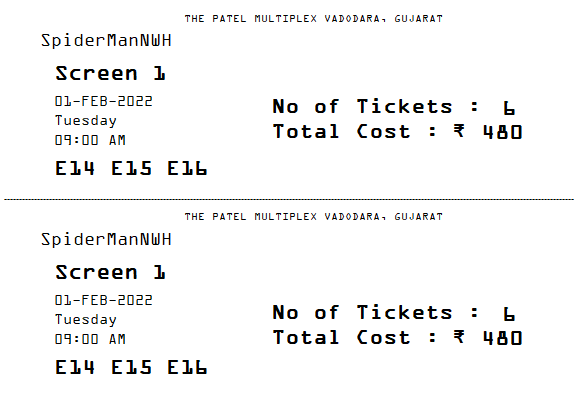 THE PATEL MULTIPLEX VADODARA, GUJARAT
SpiderManNWH
Screen 1
01-FEB-2022
Tuesday
09:00 AM
No of Tickets : 6
Total Cost : ₹ 480
E14 E15 E16
THE PATEL MULTIPLEX VADODARA, GUJARAT
SpiderManNWH
Screen 1
01-FEB-2022
Tuesday
09:00 AM
No of Tickets : 6
Total Cost : ₹ 480
E14 E15 E16